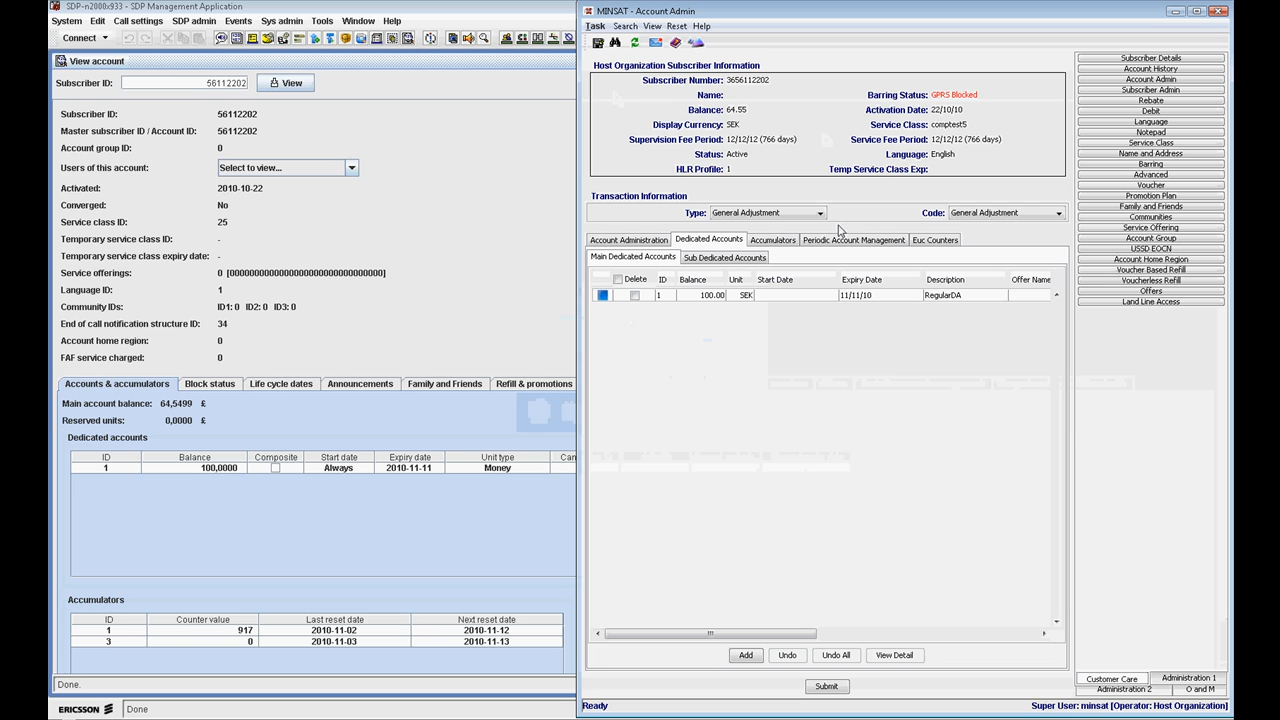 SDP-n2000x933 - SDP Management Application
System Edit Call settings SDP admin Events Sys admin Tools Window Help
Connect
View account
Subscriber ID: 56112202 View
Subscriber ID: 56112202
Master subscriber ID / Account ID: 56112202
Account group ID: 0
Users of this account: Select to view...
Activated: 2010-10-22
Converged: No
Service class ID: 25
Temporary service class ID: -
Temporary service class expiry date: -
Service offerings: 0 [0000000000000000000000000000000]
Language ID: 1
Community IDs: ID1: 0 ID2: 0 ID3: 0
End of call notification structure ID: 34
Account home region: 0
FAF service charged: 0
Accounts & accumulators Block status Life cycle dates Announcements Family and Friends Refill & promotions
Main account balance: 64,5499 £
Reserved units: 0,0000 £
Dedicated accounts
ID Balance Composite Start date Expiry date Unit type Can
1 100,0000 Always 2010-11-11 Money
Accumulators
ID Counter value Last reset date Next reset date
1 917 2010-11-02 2010-11-12
3 0 2010-11-03 2010-11-13
Done.
ERICSSON Done
MINSAT - Account Admin
Task Search View Reset Help
Host Organization Subscriber Information
Subscriber Number: 3656112202
Name: Barring Status: GPRS Blocked
Balance: 64.55 Activation Date: 22/10/10
Display Currency: SEK Service Class: comptest5
Supervision Fee Period: 12/12/12 (766 days) Service Fee Period: 12/12/12 (766 days)
Status: Active Language: English
HLR Profile: 1 Temp Service Class Exp:
Transaction Information
Type: General Adjustment Code: General Adjustment
Account Administration Dedicated Accounts Accumulators Periodic Account Management Euc Counters
Main Dedicated Accounts Sub Dedicated Accounts
Delete ID Balance Unit Start Date Expiry Date Description Offer Name
1 100.00 SEK 11/11/10 RegularDA
Add Undo Undo All View Detail
Submit
Ready Super User: minsat [Operator: Host Organization]
Subscriber Details
Account History
Account Admin
Subscriber Admin
Rebate
Debit
Language
Notepad
Service Class
Name and Address
Barring
Advanced
Voucher
Promotion Plan
Family and Friends
Communities
Service Offering
Account Group
USSD EOCN
Account Home Region
Voucher Based Refill
Voucherless Refill
Offers
Land Line Access
Customer Care Administration 1
Administration 2 O and M